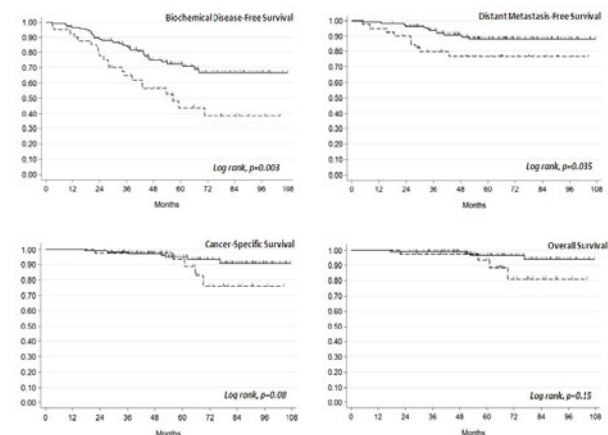 Biochemical Disease-Free Survival
1.00
0.90
0.80
0.70
0.60
0.50
0.40
0.30
0.20
0.10
0.00
Log rank, p=0.003
0 12 24 36 48 60 72 84 96 108
Months
Distant Metastasis-Free Survival
1.00
0.90
0.80
0.70
0.60
0.50
0.40
0.30
0.20
0.10
0.00
Log rank, p=0.035
0 12 24 36 48 60 72 84 96 108
Months
Cancer-Specific Survival
1.00
0.90
0.80
0.70
0.60
0.50
0.40
0.30
0.20
0.10
0.00
Log rank, p=0.08
0 12 24 36 48 60 72 84 96 108
Months
Overall Survival
1.00
0.90
0.80
0.70
0.60
0.50
0.40
0.30
0.20
0.10
0.00
Log rank, p=0.15
0 12 24 36 48 60 72 84 96 108
Months